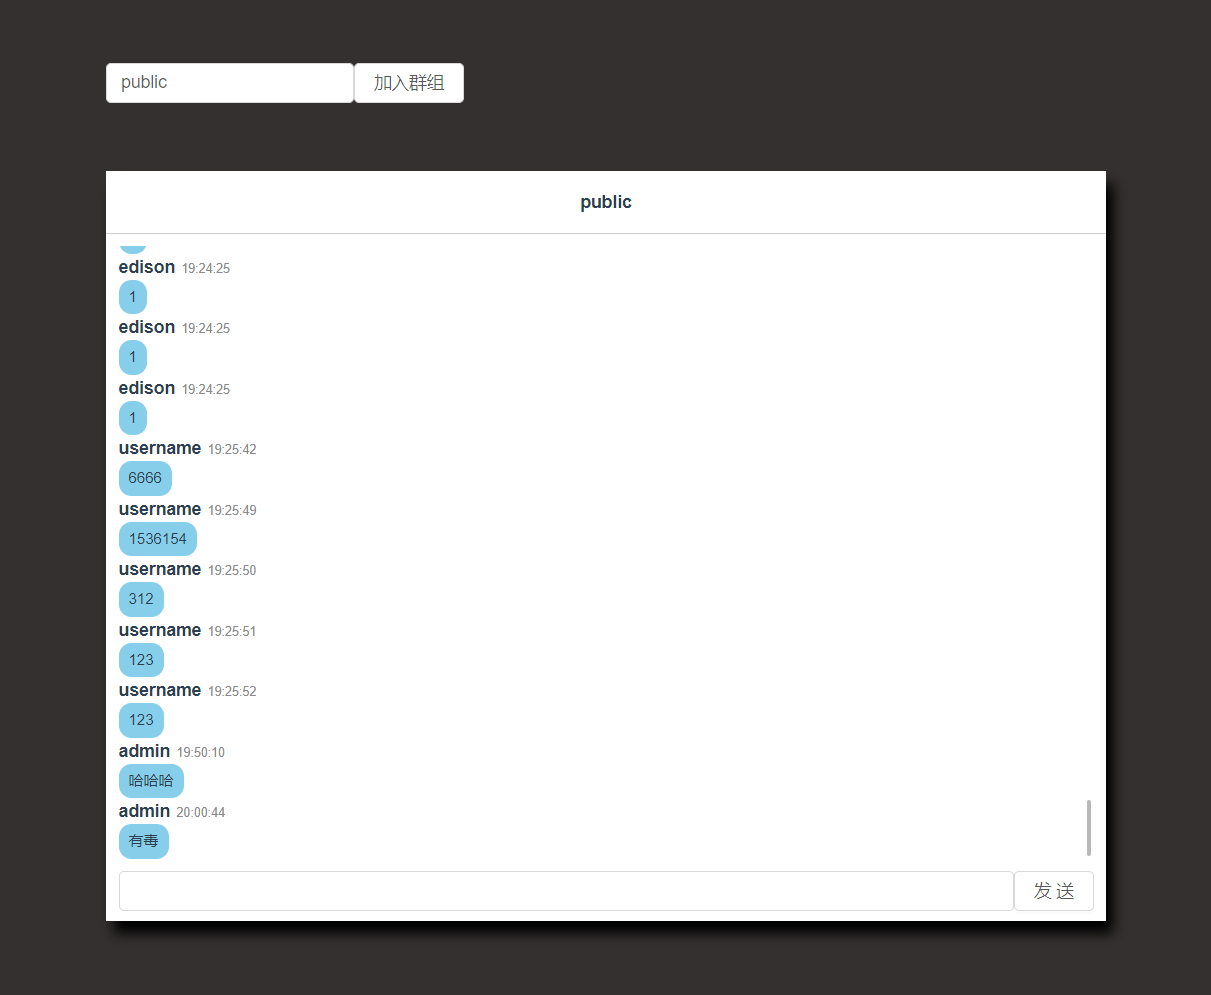 public 加入群组
public
edison 19:24:25
1
edison 19:24:25
1
edison 19:24:25
1
username 19:25:42
6666
username 19:25:49
1536154
username 19:25:50
312
username 19:25:51
123
username 19:25:52
123
admin 19:50:10
哈哈哈
admin 20:00:44
有毒
发 送